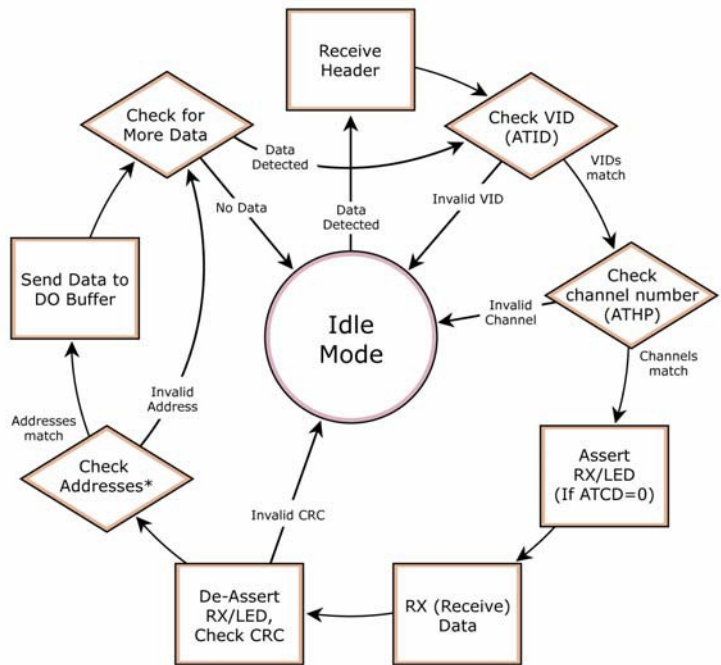 Receive
Header
Check for
More Data
Check VID
(ATID)
Data
Detected
VIDs
match
No Data
Data
Detected
Invalid VID
Send Data to
DO Buffer
Check
channel number
(ATHP)
Invalid
Channel
Idle
Mode
Channels
match
Invalid
Address
Addresses
match
Check
Addresses*
Assert
RX/LED
(If ATCD=0)
Invalid CRC
De-Assert
RX/LED,
Check CRC
RX (Receive)
Data